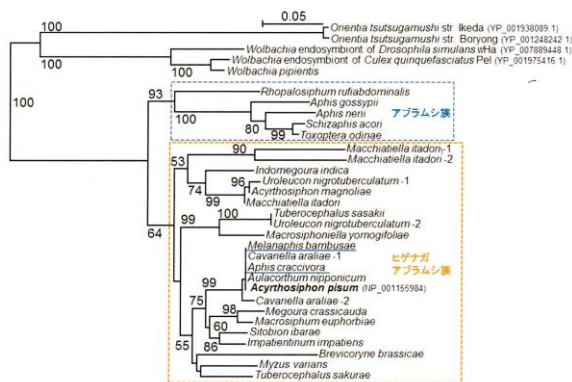 0.05
100
Orientia tsutsugamushi str. Ikeda (YP_001938089.1)
Orientia tsutsugamushi str. Boryong (YP_001248242.1)
Wolbachia endosymbiont of Drosophila simulans wHa (YP_007889448.1)
100
Wolbachia endosymbiont of Culex quinquefasciatus Pel (YP_001975416.1)
100
Wolbachia pipientis
100
93
Rhopalosiphum rufiabdominalis
100
Aphis gossypii
アブラムシ族
Aphis nerii
80
Schizaphis acori
99
Toxoptera odinae
90
Macchiatiella itadori -1
53
Macchiatiella itadori -2
Indomegoura indica
96
Uroleucon nigrotuberculatum -1
74
Acyrthosiphon magnoliae
99
Macchiatiella itadori
64
99
100
Tuberocephalus sasakii
Uroleucon nigrotuberculatum -2
Macrosiphoniella yomogifoliae
Melanaphis bambusae
ヒゲナガ
アブラムシ族
Cavariella araliae -1
Aphis craccivora
99
Aulacorthum nipponicum
Acyrthosiphon pisum (NP_001155984)
75
Cavariella araliae -2
98
Megoura crassicauda
Macrosiphum euphorbiae
60
Sitobion ibarae
86
Impatientinum impatiens
55
Brevicoryne brassicae
Myzus varians
Tuberocephalus sakurae